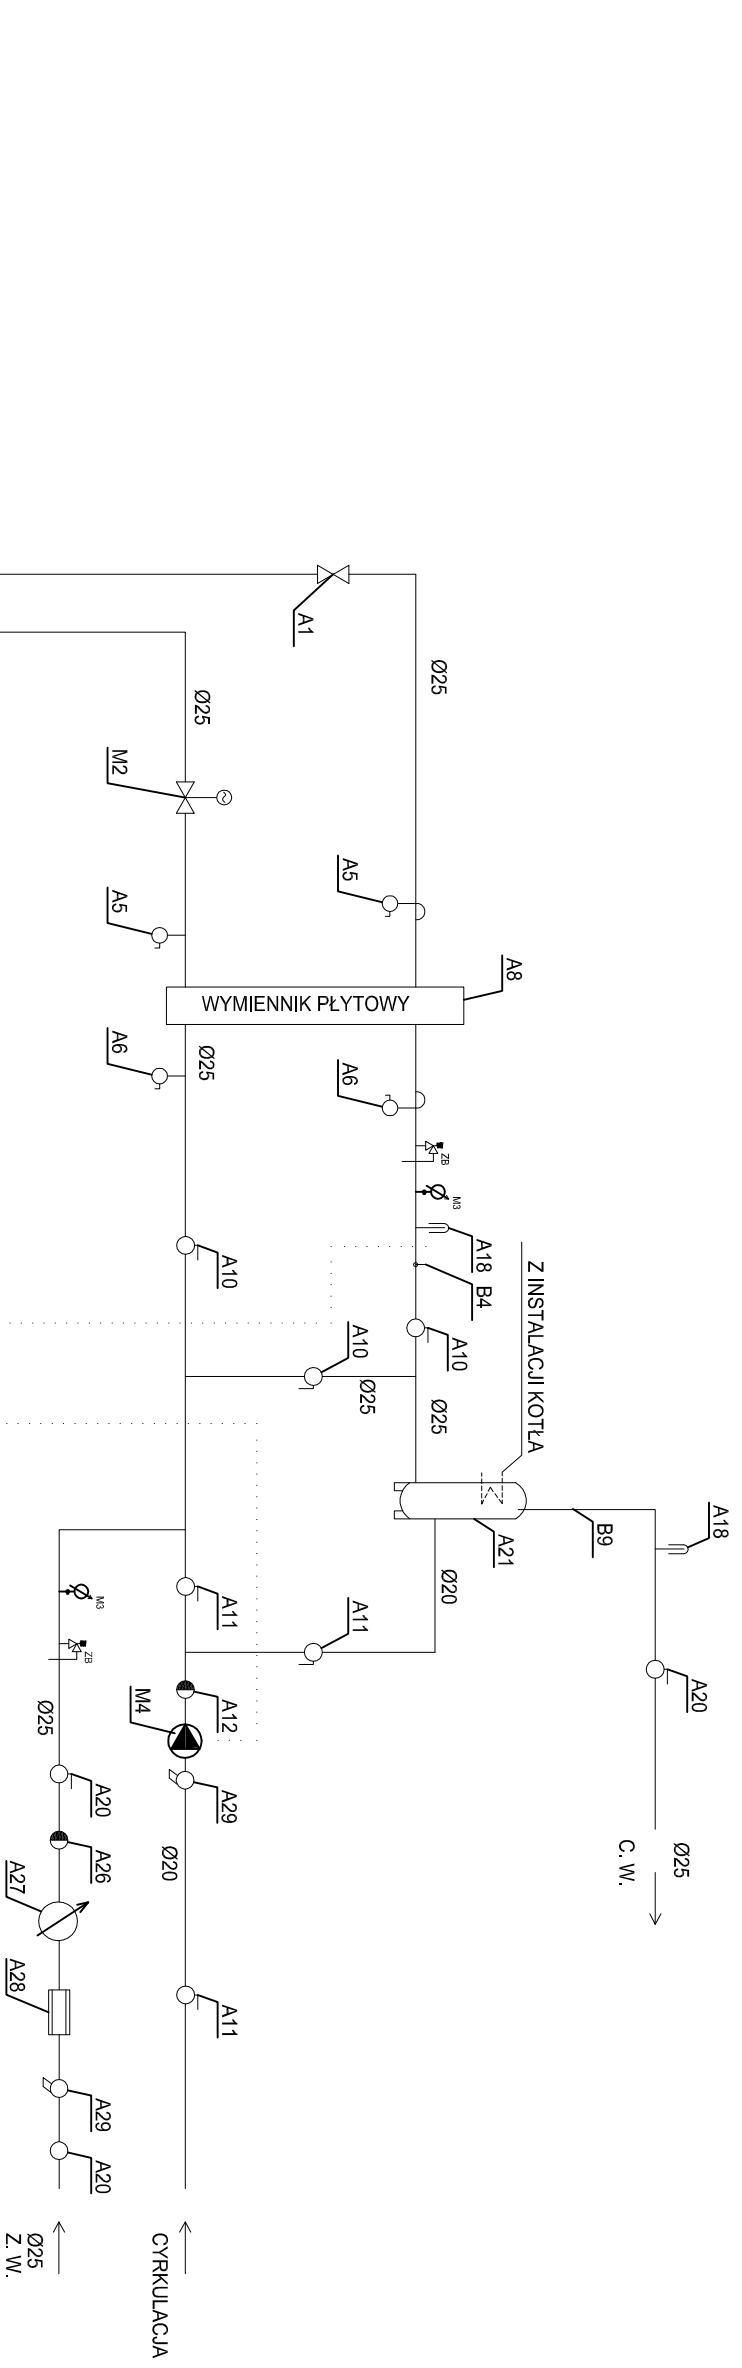 A1
Ø25
Ø25
M2
A5
A5
A8
WYMIENNIK PŁYTOWY
A6
A6
Ø25
ZB
M3
A18
B4
A10
A10
A10
Z INSTALACJI KOTŁA
Ø25
Ø25
A21
B9
A18
A20
Ø20
A11
A11
M3
ZB
A12
M4
A29
Ø25
A20
A26
A27
Ø20
Ø25
C. W.
A28
A11
A29
A20
Ø25
Z. W.
CYRKULACJA